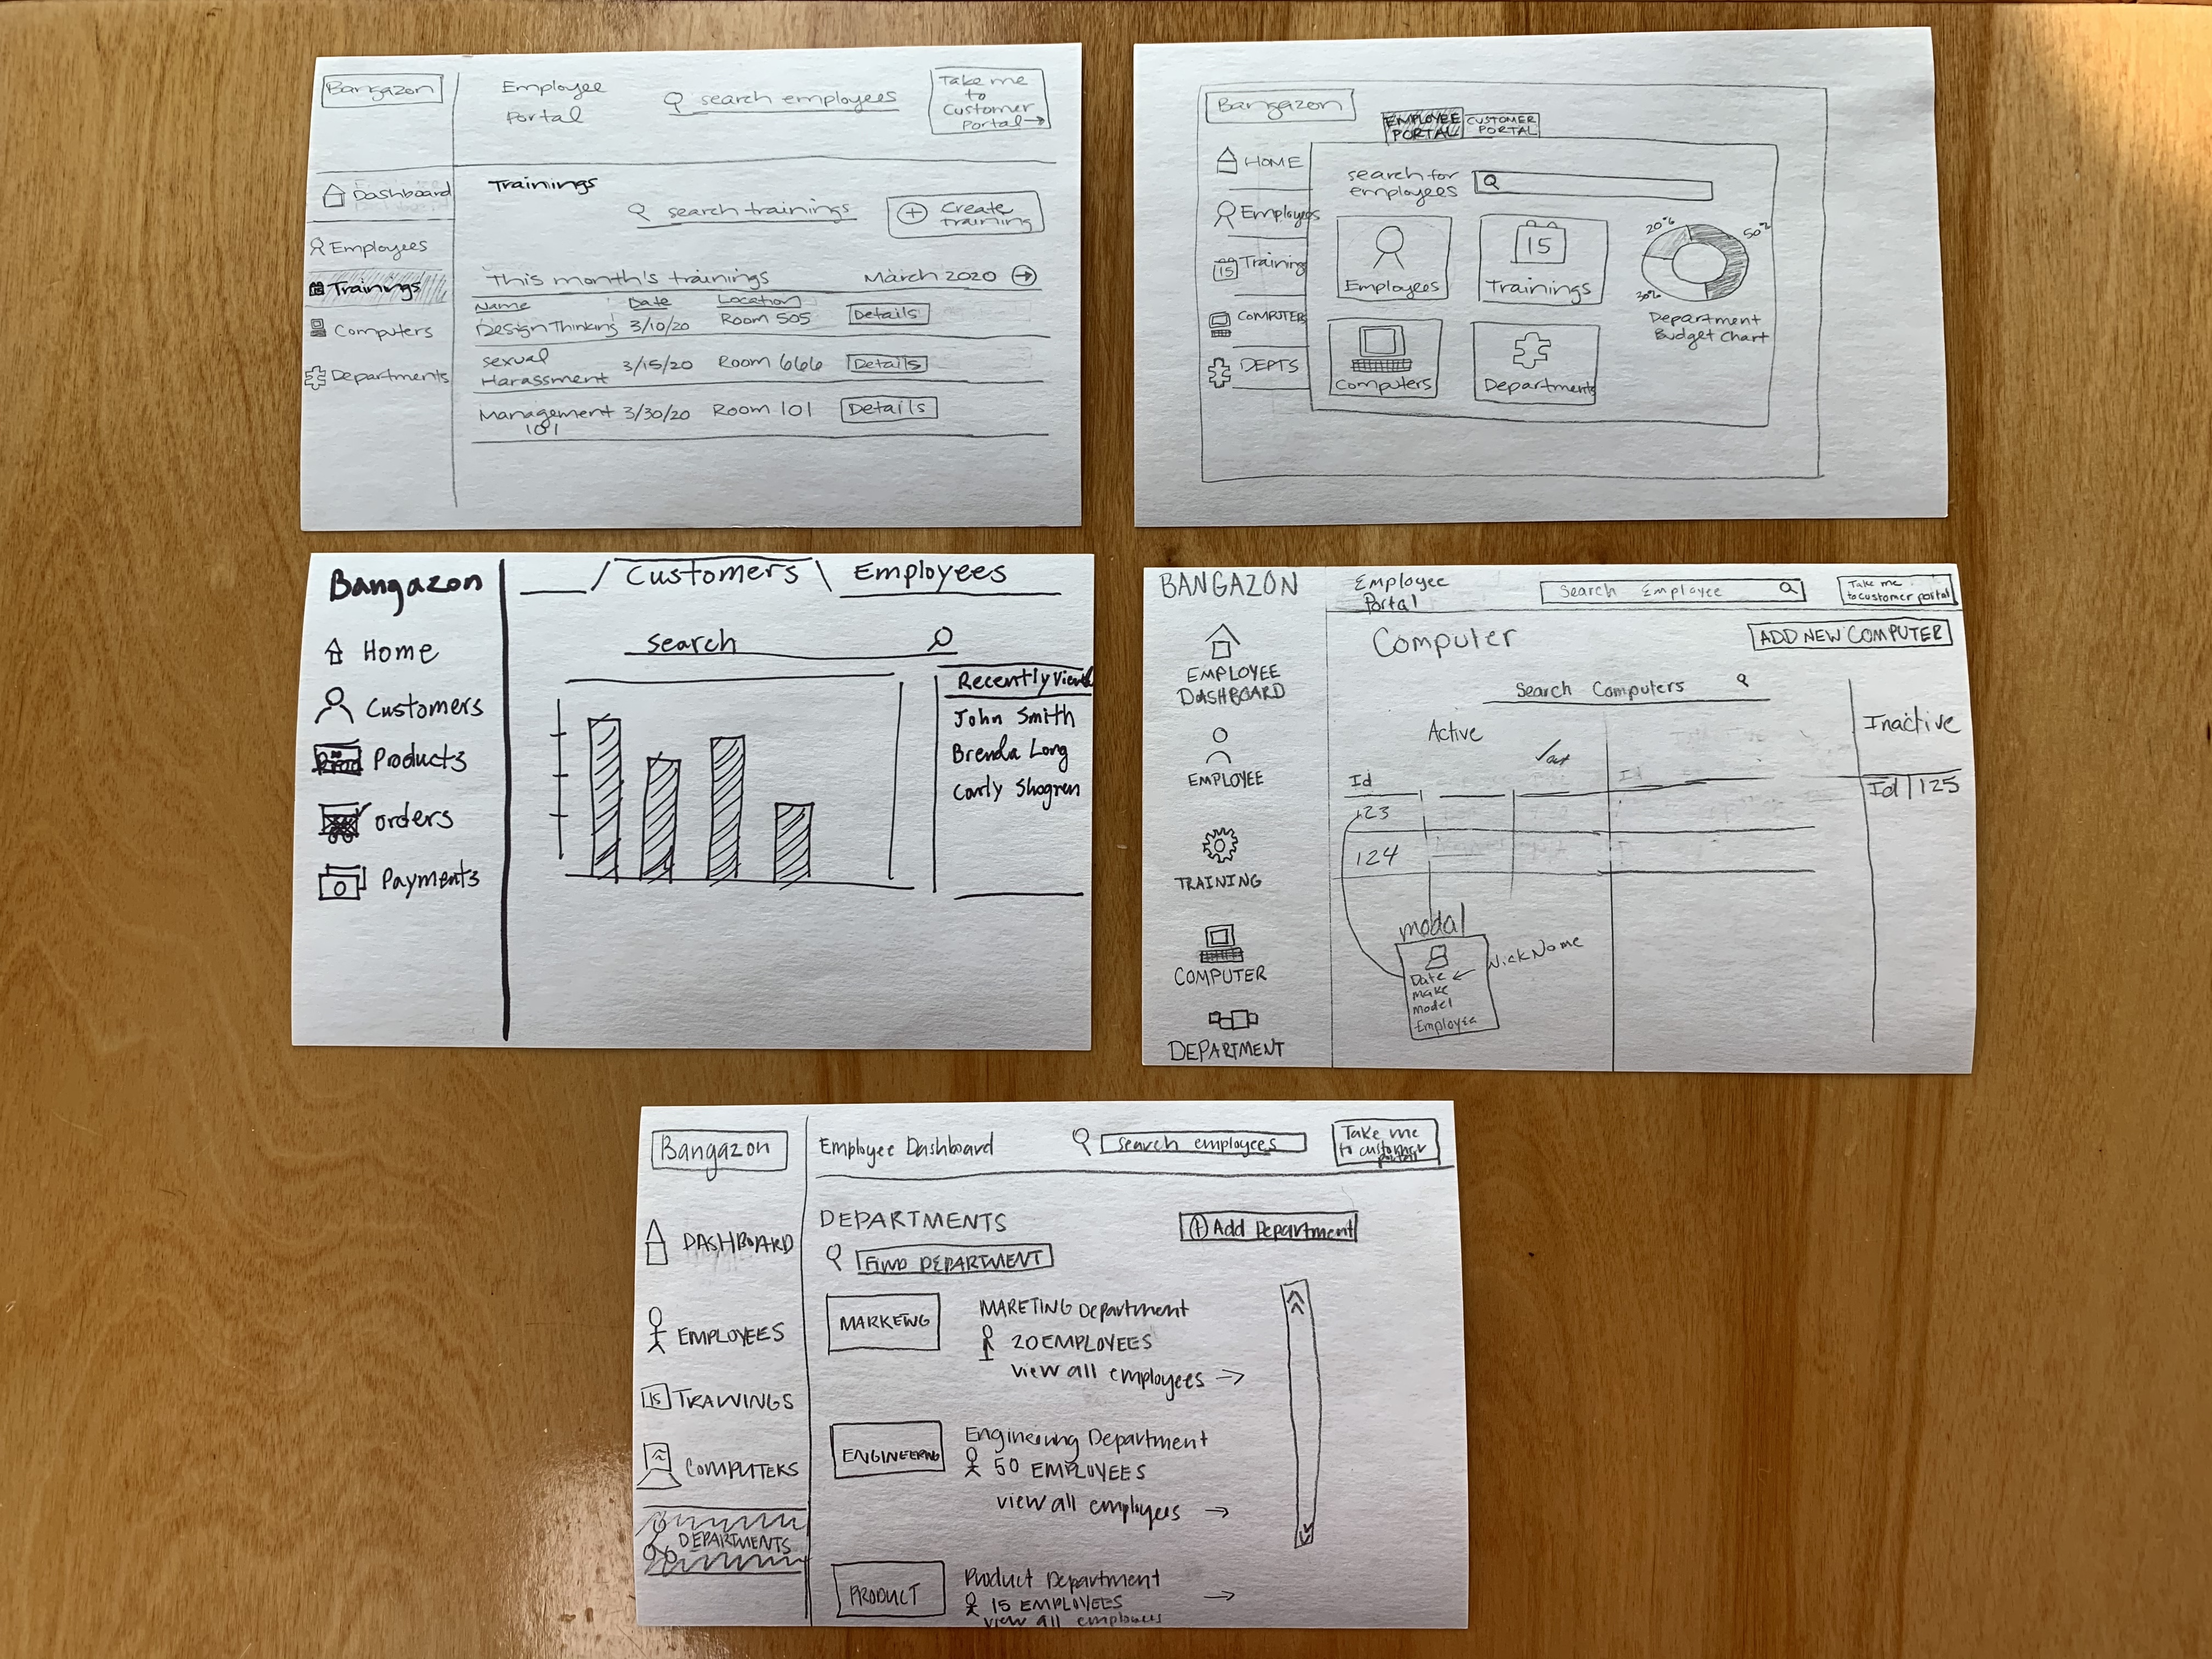 Bangazon
Employee
Portal
search employees
Take me
to
Customer
Portal→
Dashboard
Employees
15 Trainings
Computers
Departments
Trainings
search trainings
+ Create
training
This month's trainings
March 2020 →
Name Date Location
Design Thinking 3/10/20 Room 505 Details
sexual
Harassment 3/15/20 Room 666 Details
Management 3/30/20 Room 101 Details
101
Bangazon
EMPLOYEE
PORTAL
CUSTOMER
PORTAL
HOME
Employees
15 Training
COMPUTERS
DEPTS
search for
employees
Employees
15
Trainings
Computers
Departments
20%
50%
30%
Department
Budget Chart
Bangazon
Home
Customers
Products
orders
Payments
Customers
Employees
search
Recently View
John Smith
Brenda Long
Carly Shogren
BANGAZON
EMPLOYEE
DASHBOARD
EMPLOYEE
TRAINING
COMPUTER
DEPARTMENT
Employee
Portal
Search Employee
Take me
to customer portal
Computer
ADD NEW COMPUTER
Search Computers
Active
Inactive
Id
123
124
Id 125
modal
NickName
Date ←
make
model
Employee
Bangazon
DASHBOARD
EMPLOYEES
15 TRAININGS
COMPUTERS
DEPARTMENTS
Employee Dashboard
search employees
Take me
to customer
portal
DEPARTMENTS
+ Add Department
FIND DEPARTMENT
MARKEWG
MARETING Department
20 EMPLOYEES
view all employees →
ENGINEERING
Engineering Department
50 EMPLOYEES
view all employees →
PRODUCT
Product Department
15 EMPLOYEES →
view all employees